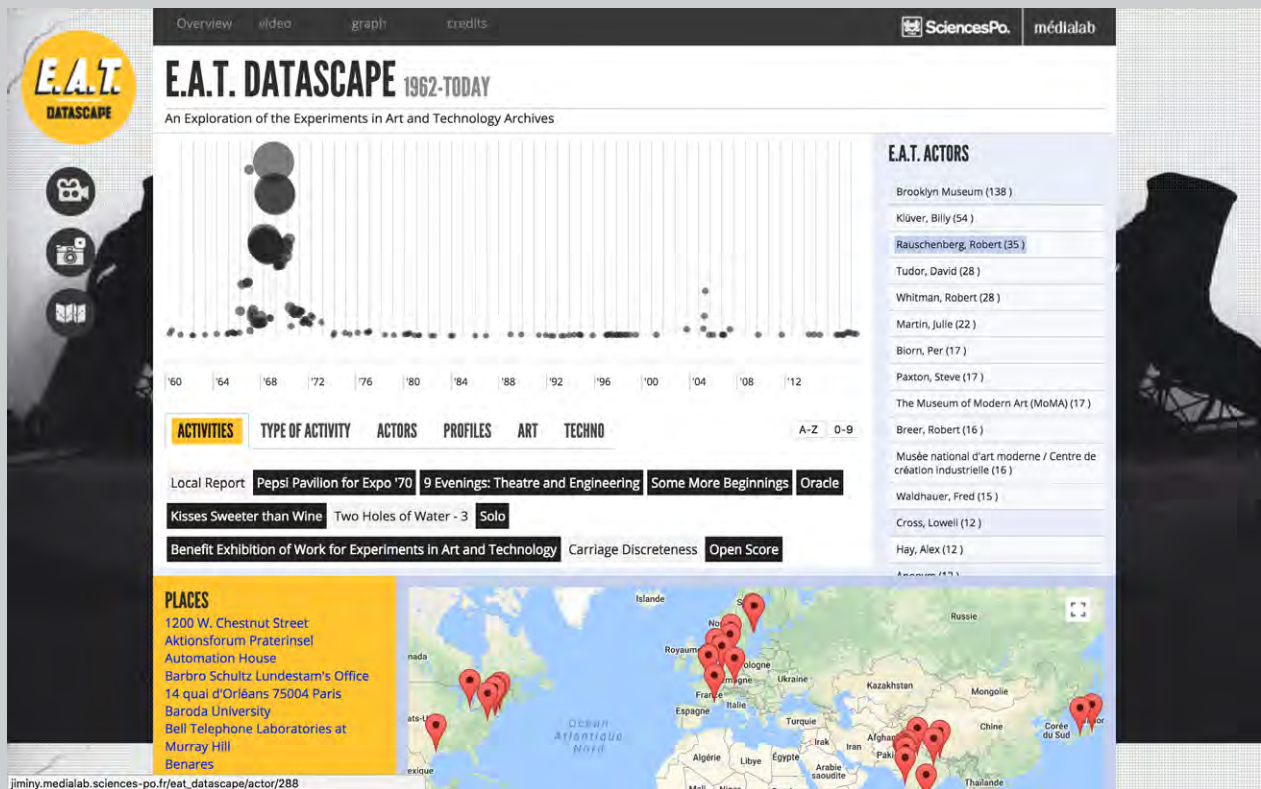 Overview video graph credits
SciencesPo. médialab
E.A.T.
DATASCAPE
E.A.T. DATASCAPE 1962-TODAY
An Exploration of the Experiments in Art and Technology Archives
'60 '64 '68 '72 '76 '80 '84 '88 '92 '96 '00 '04 '08 '12
ACTIVITIES TYPE OF ACTIVITY ACTORS PROFILES ART TECHNO A-Z 0-9
Local Report Pepsi Pavilion for Expo '70 9 Evenings: Theatre and Engineering Some More Beginnings Oracle
Kisses Sweeter than Wine Two Holes of Water - 3 Solo
Benefit Exhibition of Work for Experiments in Art and Technology Carriage Discreteness Open Score
E.A.T. ACTORS
Brooklyn Museum (138 )
Klüver, Billy (54 )
Rauschenberg, Robert (35 )
Tudor, David (28 )
Whitman, Robert (28 )
Martin, Julie (22 )
Biorn, Per (17 )
Paxton, Steve (17 )
The Museum of Modern Art (MoMA) (17 )
Breer, Robert (16 )
Musée national d'art moderne / Centre de
création industrielle (16 )
Waldhauer, Fred (15 )
Cross, Lowell (12 )
Hay, Alex (12 )
PLACES
1200 W. Chestnut Street
Aktionsforum Praterinsel
Automation House
Barbro Schultz Lundestam's Office
14 quai d'Orléans 75004 Paris
Baroda University
Bell Telephone Laboratories at
Murray Hill
Benares
Islande
Russie
Ukraine
Kazakhstan
Mongolie
Espagne
Italie
Turquie
Chine
Corée
du Sud
Océan
Atlantique
Nord
Irak
Iran
Algérie
Libye
Égypte
Arabie
saoudite
Thaïlande
jiminy.medialab.sciences-po.fr/eat_datascape/actor/288